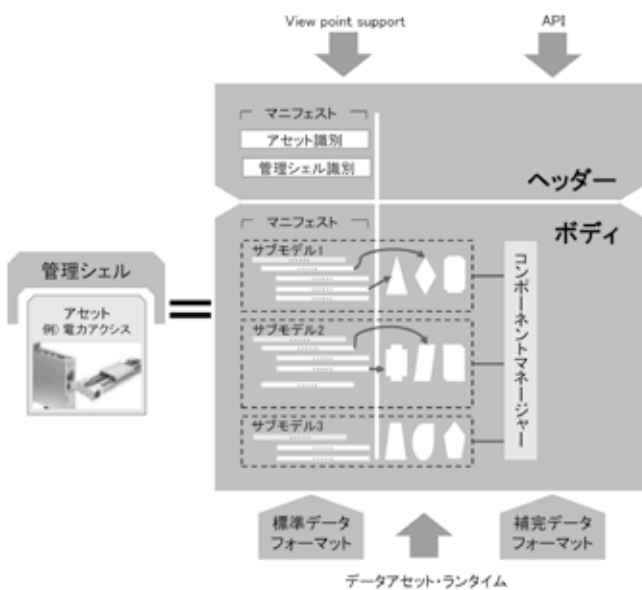 View point support
API
マニフェスト
アセット識別
管理シェル識別
ヘッダー
マニフェスト
ボディ
サブモデル1
サブモデル2
サブモデル3
コンポーネントマネージャー
管理シェル
アセット
例) 電力アクシス
標準データ
フォーマット
補完データ
フォーマット
データアセット・ランタイム